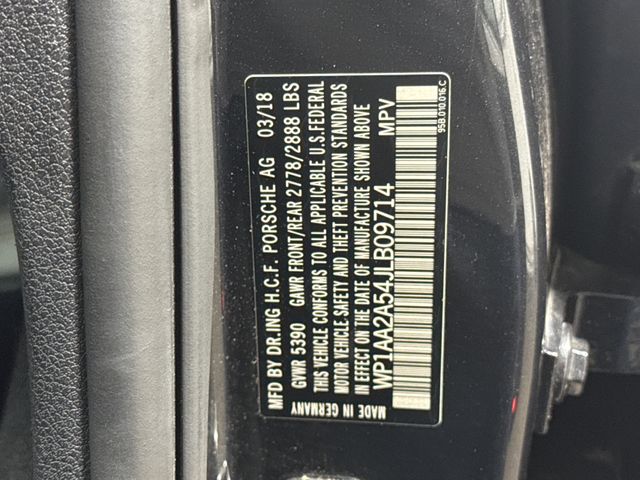 MFD BY DR.ING H.C.F. PORSCHE AG 03/18
GVWR 5390 GAWR FRONT/REAR 2778/2888 LBS
THIS VEHICLE CONFORMS TO ALL APPLICABLE U.S.FEDERAL
MOTOR VEHICLE SAFETY AND THEFT PREVENTION STANDARDS
IN EFFECT ON THE DATE OF MANUFACTURE SHOWN ABOVE
WP1AA2A54JLB09714 MPV
MADE IN GERMANY
95B.010.016.C